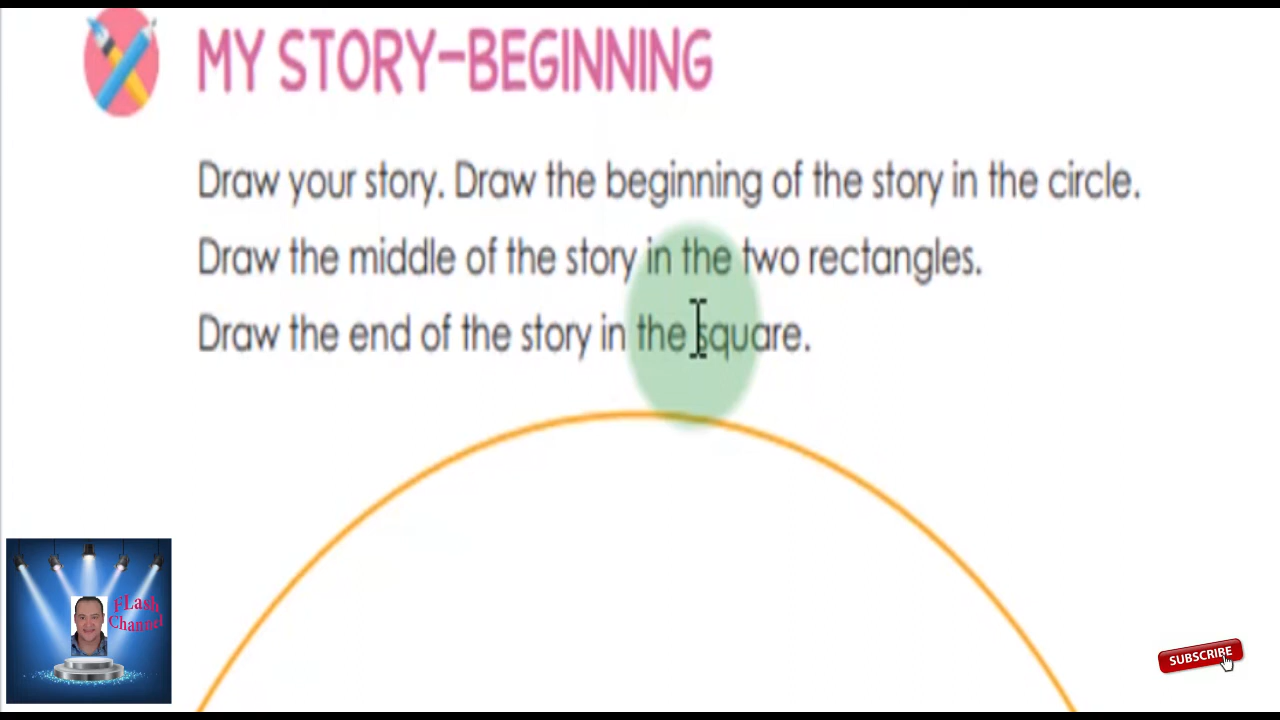 MY STORY-BEGINNING
Draw your story. Draw the beginning of the story in the circle.
Draw the middle of the story in the two rectangles.
Draw the end of the story in the square.
FLash
Channel
SUBSCRIBE